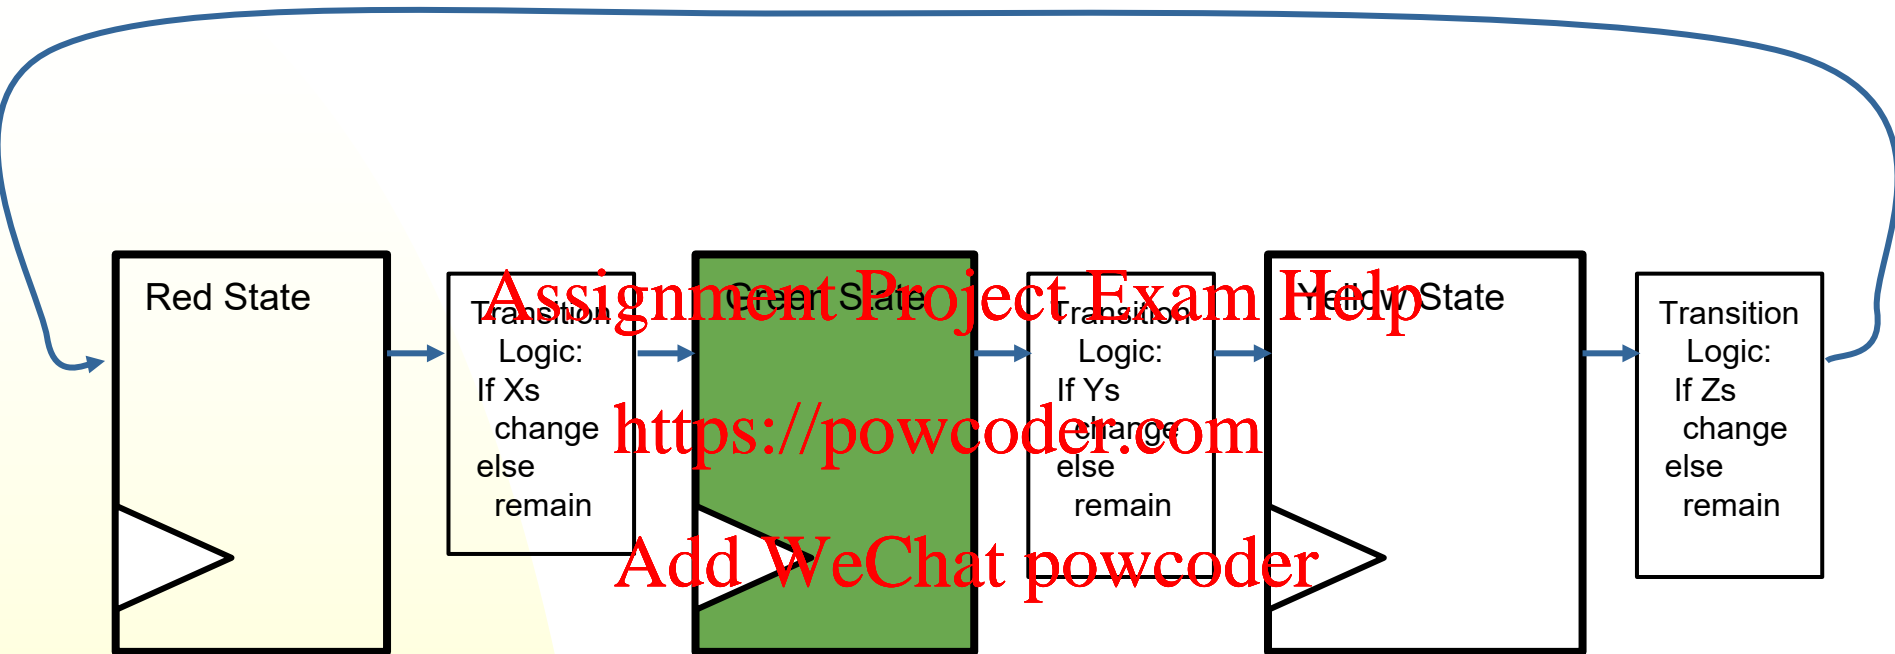 Red State
Transition
Logic:
If Xs
change
else
remain
Green State
Transition
Logic:
If Ys
change
else
remain
Yellow State
Transition
Logic:
If Zs
change
else
remain
Assignment Project Exam Help
https://powcoder.com
Add WeChat powcoder